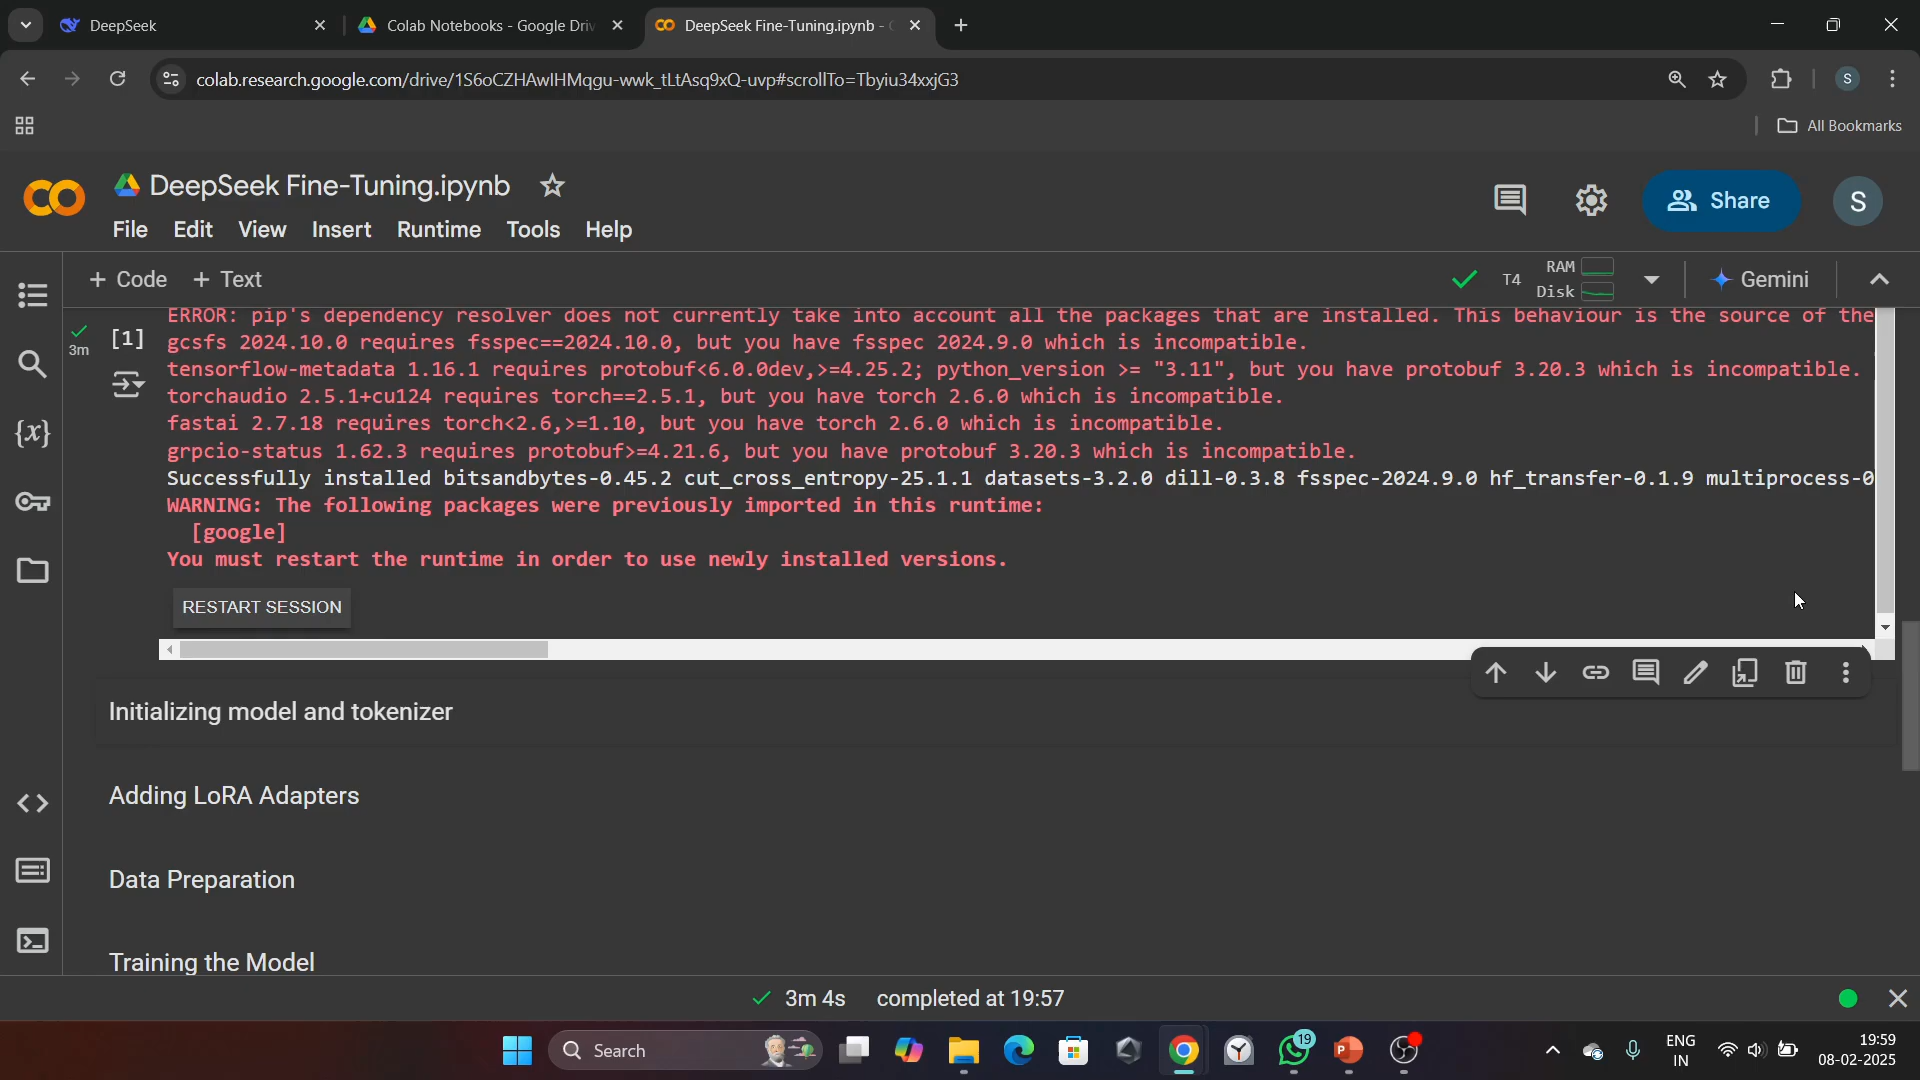 DeepSeek
Colab Notebooks - Google Driv
DeepSeek Fine-Tuning.ipynb -
colab.research.google.com/drive/1S6oCZHAwIHMqgu-wwk_tLtAsq9xQ-uvp#scrollTo=Tbyiu34xxjG3
S
All Bookmarks
DeepSeek Fine-Tuning.ipynb
File Edit View Insert Runtime Tools Help
Share
S
+ Code + Text
T4
RAM
Disk
Gemini
3m
[1]
ERROR: pip's dependency resolver does not currently take into account all the packages that are installed. This behaviour is the source of the
gcsfs 2024.10.0 requires fsspec==2024.10.0, but you have fsspec 2024.9.0 which is incompatible.
tensorflow-metadata 1.16.1 requires protobuf<6.0.0dev,>=4.25.2; python_version >= "3.11", but you have protobuf 3.20.3 which is incompatible.
torchaudio 2.5.1+cu124 requires torch==2.5.1, but you have torch 2.6.0 which is incompatible.
fastai 2.7.18 requires torch<2.6,>=1.10, but you have torch 2.6.0 which is incompatible.
grpcio-status 1.62.3 requires protobuf>=4.21.6, but you have protobuf 3.20.3 which is incompatible.
Successfully installed bitsandbytes-0.45.2 cut_cross_entropy-25.1.1 datasets-3.2.0 dill-0.3.8 fsspec-2024.9.0 hf_transfer-0.1.9 multiprocess-0
WARNING: The following packages were previously imported in this runtime:
[google]
You must restart the runtime in order to use newly installed versions.
RESTART SESSION
Initializing model and tokenizer
Adding LoRA Adapters
Data Preparation
Training the Model
3m 4s completed at 19:57
Search
19
ENG
IN
19:59
08-02-2025